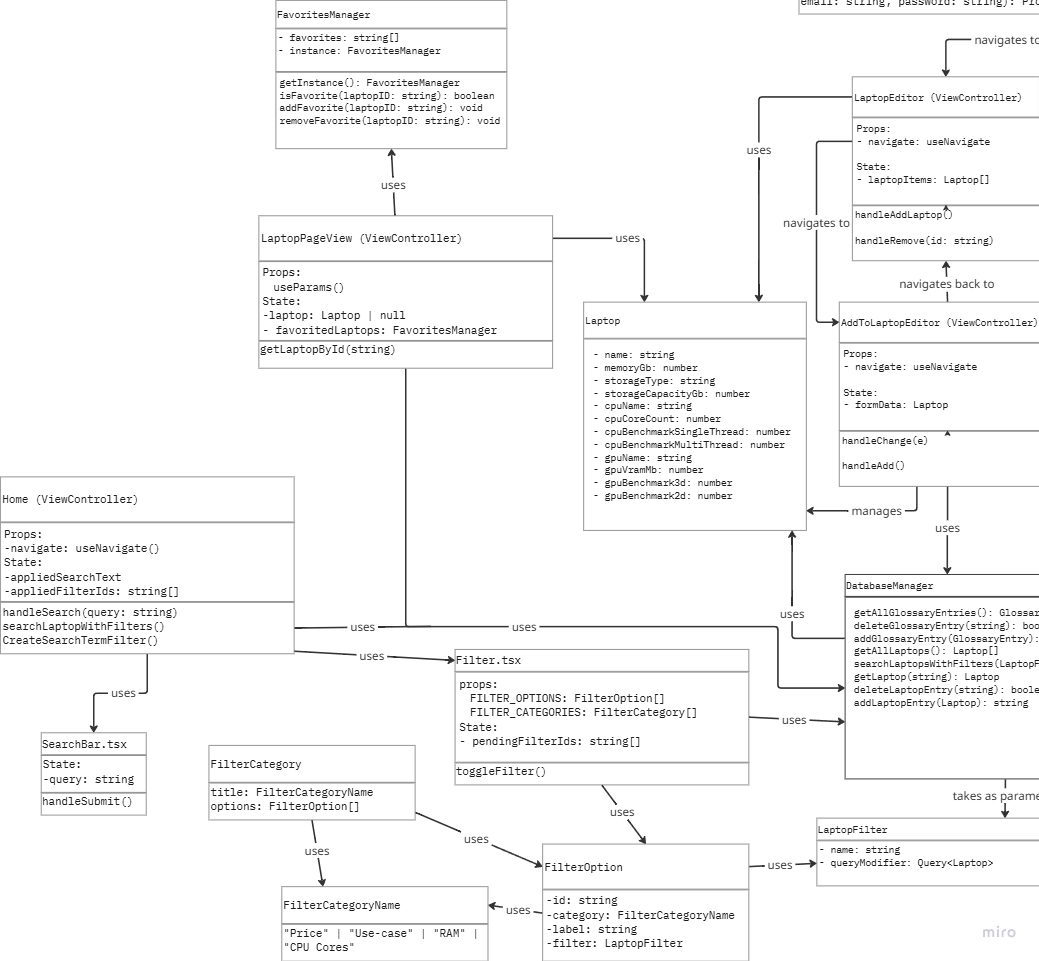 FavoritesManager
- favorites: string[]
- instance: FavoritesManager
getInstance(): FavoritesManager
isFavorite(laptopID: string): boolean
addFavorite(laptopID: string): void
removeFavorite(laptopID: string): void
email: string, password: string): Pro
navigates to
LaptopEditor (ViewController)
Props:
- navigate: useNavigate
State:
- laptopItems: Laptop[]
handleAddLaptop()
handleRemove(id: string)
uses
navigates to
navigates back to
uses
LaptopPageView (ViewController)
Props:
useParams()
State:
-laptop: Laptop | null
- favoritedLaptops: FavoritesManager
getLaptopById(string)
uses
Laptop
- name: string
- memoryGb: number
- storageType: string
- storageCapacityGb: number
- cpuName: string
- cpuCoreCount: number
- cpuBenchmarkSingleThread: number
- cpuBenchmarkMultiThread: number
- gpuName: string
- gpuVramMb: number
- gpuBenchmark3d: number
- gpuBenchmark2d: number
AddToLaptopEditor (ViewController)
Props:
- navigate: useNavigate
State:
- formData: Laptop
handleChange(e)
handleAdd()
manages
uses
Home (ViewController)
Props:
-navigate: useNavigate()
State:
-appliedSearchText
-appliedFilterIds: string[]
handleSearch(query: string)
searchLaptopWithFilters()
CreateSearchTermFilter()
uses
uses
uses
uses
DatabaseManager
getAllGlossaryEntries(): Glossar
deleteGlossaryEntry(string): boo
addGlossaryEntry(GlossaryEntry):
getAllLaptops(): Laptop[]
searchLaptopsWithFilters(LaptopF
getLaptop(string): Laptop
deleteLaptopEntry(string): boole
addLaptopEntry(Laptop): string
uses
SearchBar.tsx
State:
-query: string
handleSubmit()
Filter.tsx
props:
FILTER_OPTIONS: FilterOption[]
FILTER_CATEGORIES: FilterCategory[]
State:
- pendingFilterIds: string[]
toggleFilter()
uses
FilterCategory
title: FilterCategoryName
options: FilterOption[]
uses
uses
uses
takes as parame
LaptopFilter
- name: string
- queryModifier: Query<Laptop>
FilterOption
-id: string
-category: FilterCategoryName
-label: string
-filter: LaptopFilter
uses
uses
FilterCategoryName
"Price" | "Use-case" | "RAM" |
"CPU Cores"
miro